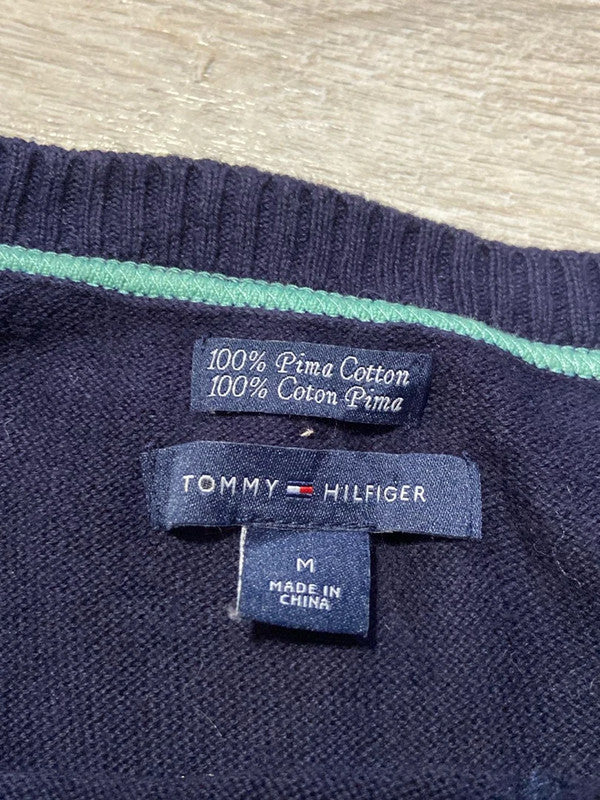 100% Pima Cotton
100% Coton Pima
TOMMY HILFIGER
M
MADE IN
CHINA